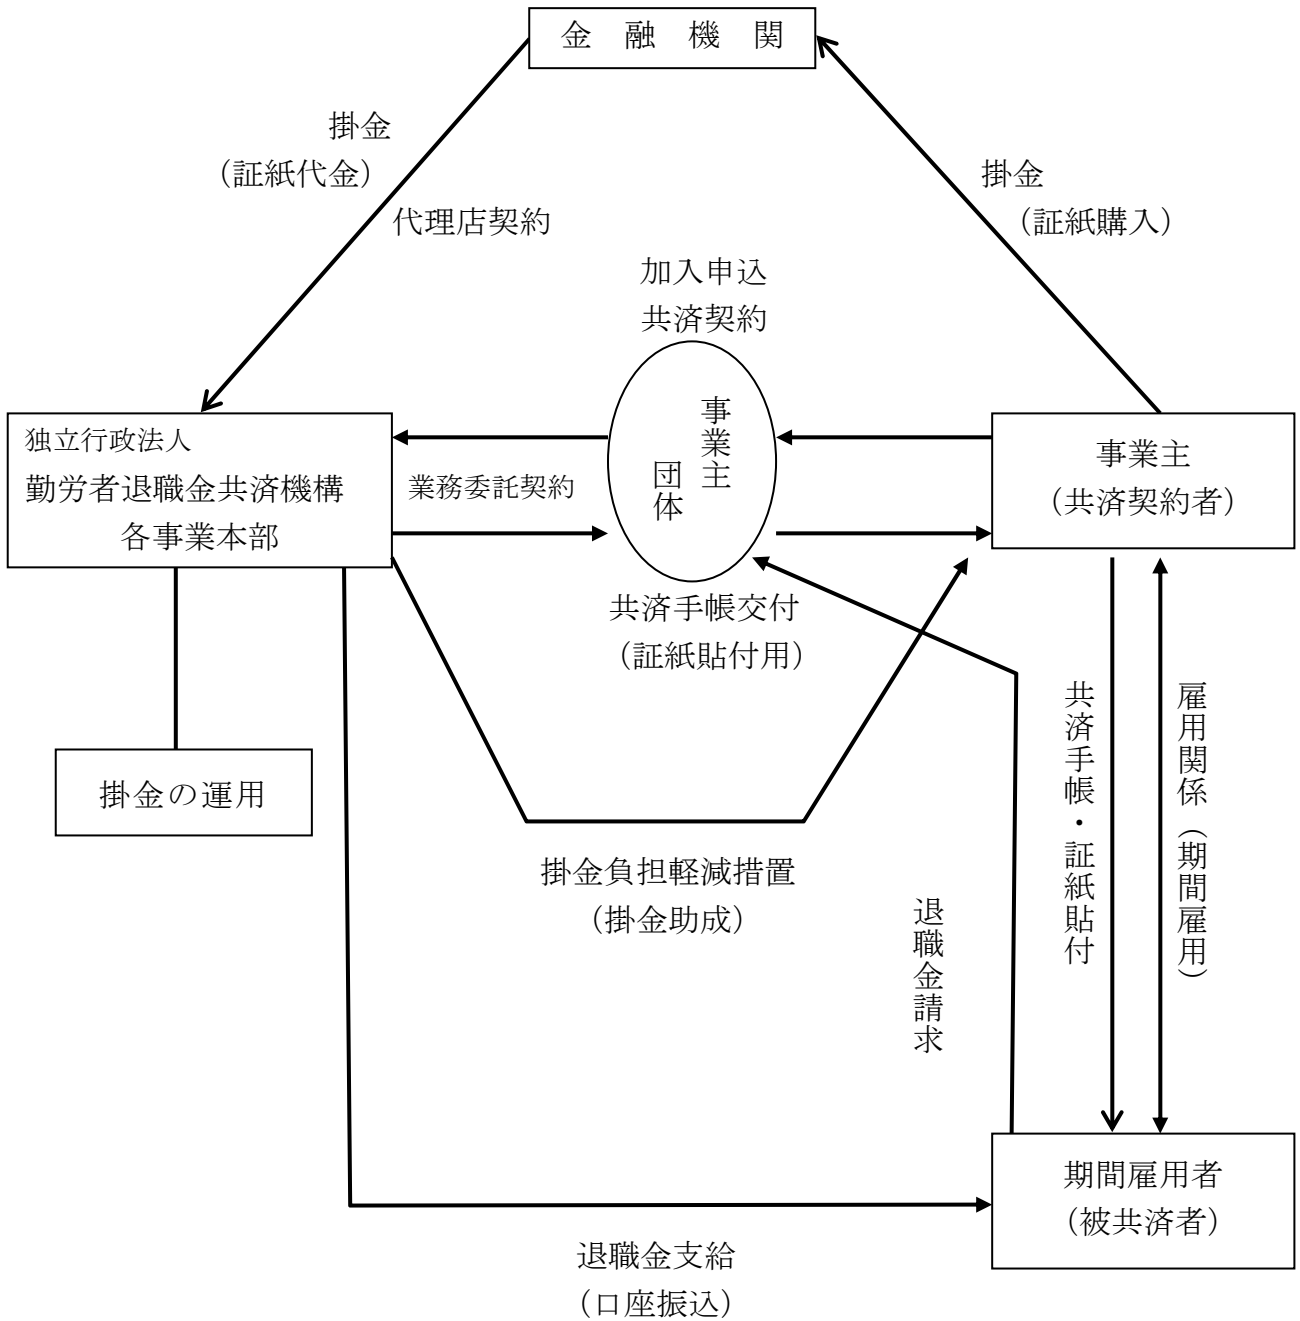 金　融　機　関
掛金
（証紙代金）
代理店契約
掛金
（証紙購入）
加入申込
共済契約
事業主
団体
独立行政法人
勤労者退職金共済機構
各事業本部
業務委託契約
事業主
（共済契約者）
共済手帳交付
（証紙貼付用）
共済手帳・証紙貼付
雇用関係（期間雇用）
掛金の運用
掛金負担軽減措置
（掛金助成）
退職金請求
期間雇用者
（被共済者）
退職金支給
（口座振込）